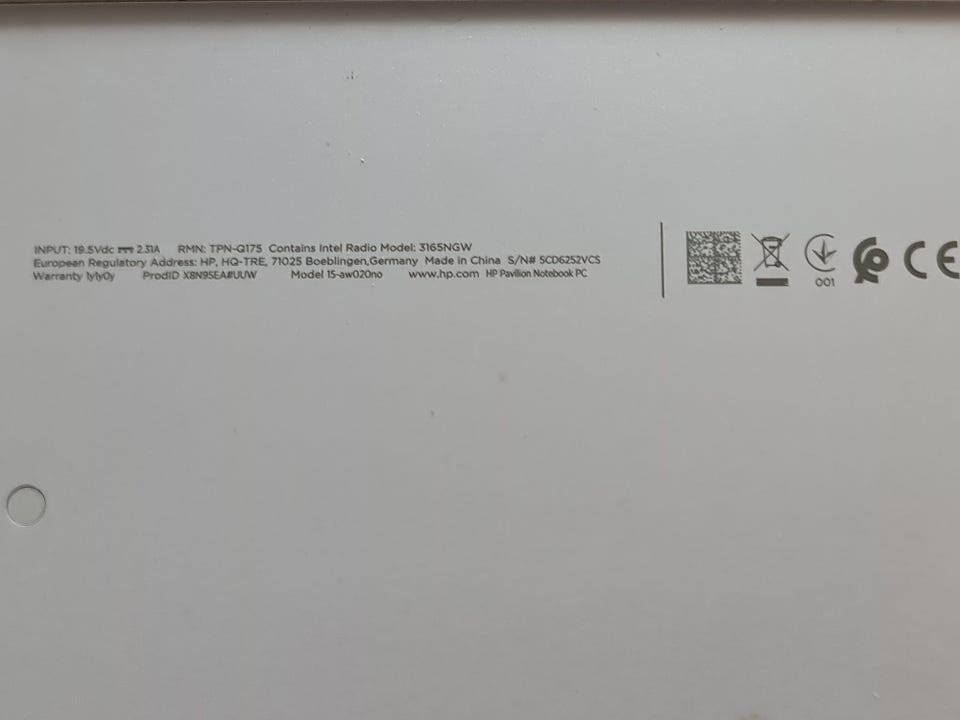 INPUT: 19.5Vdc ⎓ 2.31A RMN: TPN-Q175 Contains Intel Radio Model: 3165NGW
European Regulatory Address: HP, HQ-TRE, 71025 Boeblingen,Germany Made in China S/N# 5CD6252VCS
Warranty 1y1y0y ProdID X8N95EA#UUW Model 15-aw020no www.hp.com HP Pavilion Notebook PC
001
CE